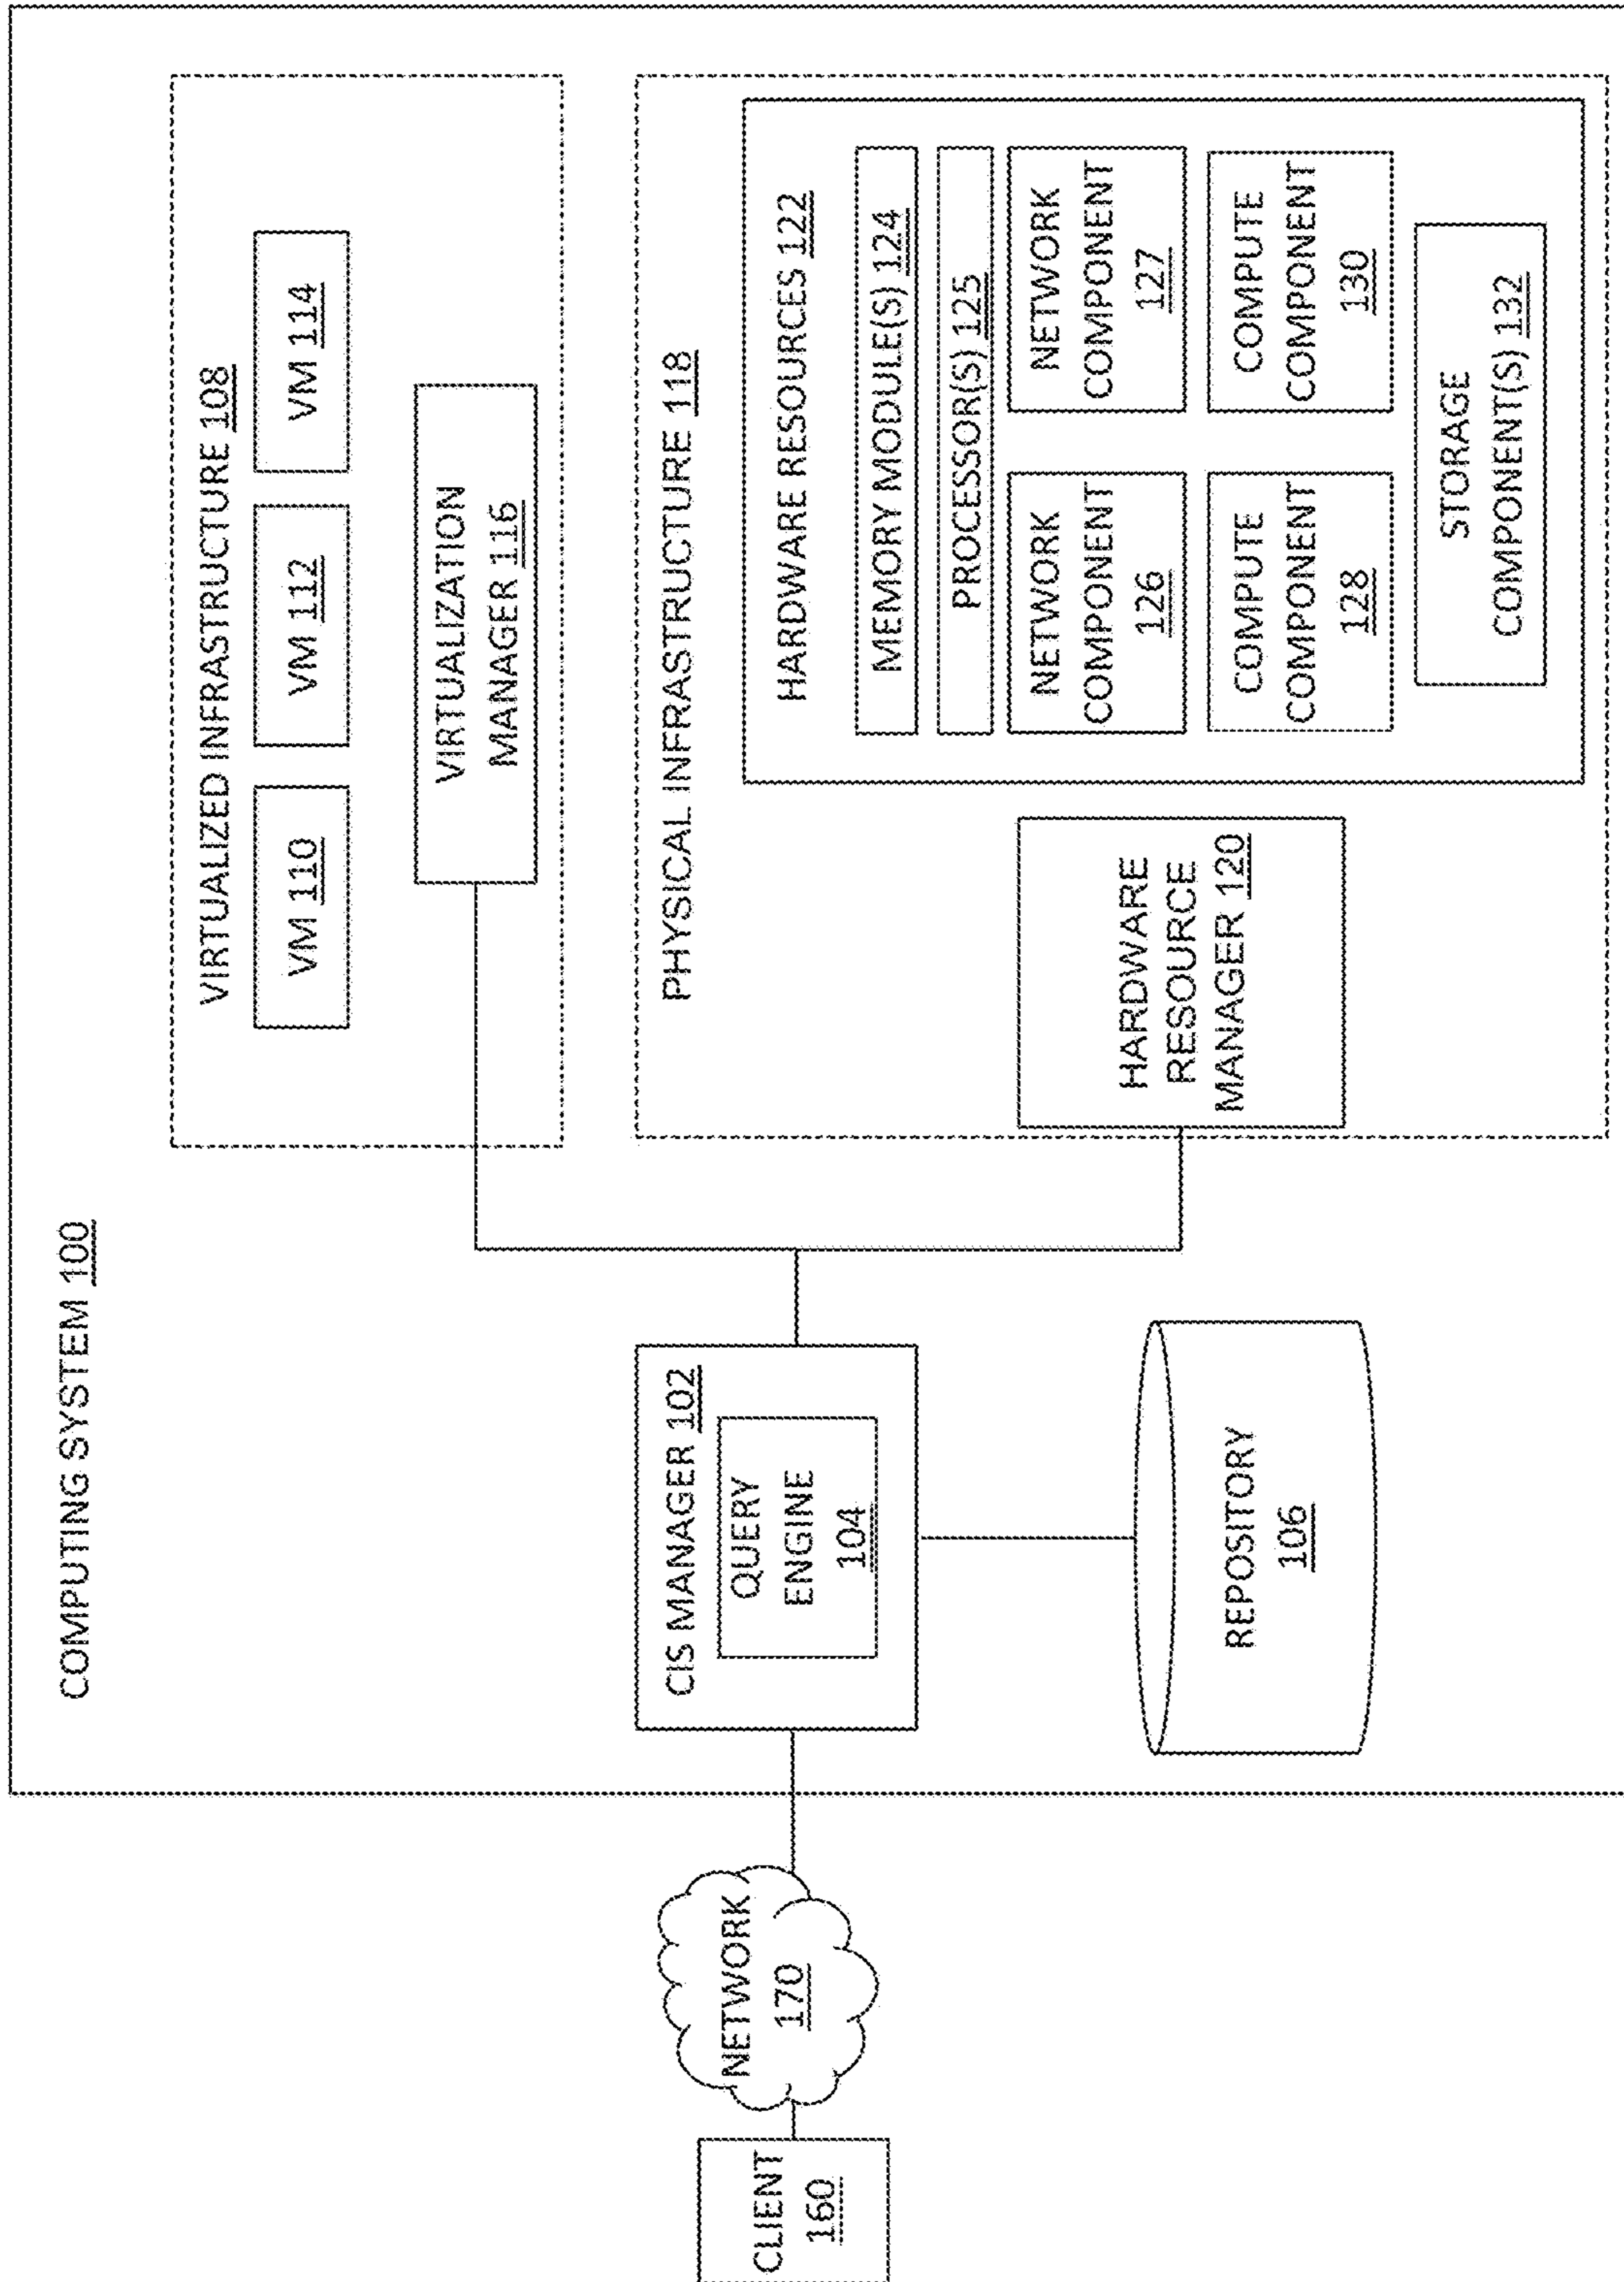 COMPUTING SYSTEM 100
CLIENT
160
NETWORK
170
CIS MANAGER 102
QUERY
ENGINE
104
REPOSITORY
106
VIRTUALIZED INFRASTRUCTURE 108
VM 110
VM 112
VM 114
VIRTUALIZATION
MANAGER 116
PHYSICAL INFRASTRUCTURE 118
HARDWARE
RESOURCE
MANAGER 120
HARDWARE RESOURCES 122
MEMORY MODULE(S) 124
PROCESSOR(S) 125
NETWORK
COMPONENT
126
NETWORK
COMPONENT
127
COMPUTE
COMPONENT
128
COMPUTE
COMPONENT
130
STORAGE
COMPONENT(S) 132